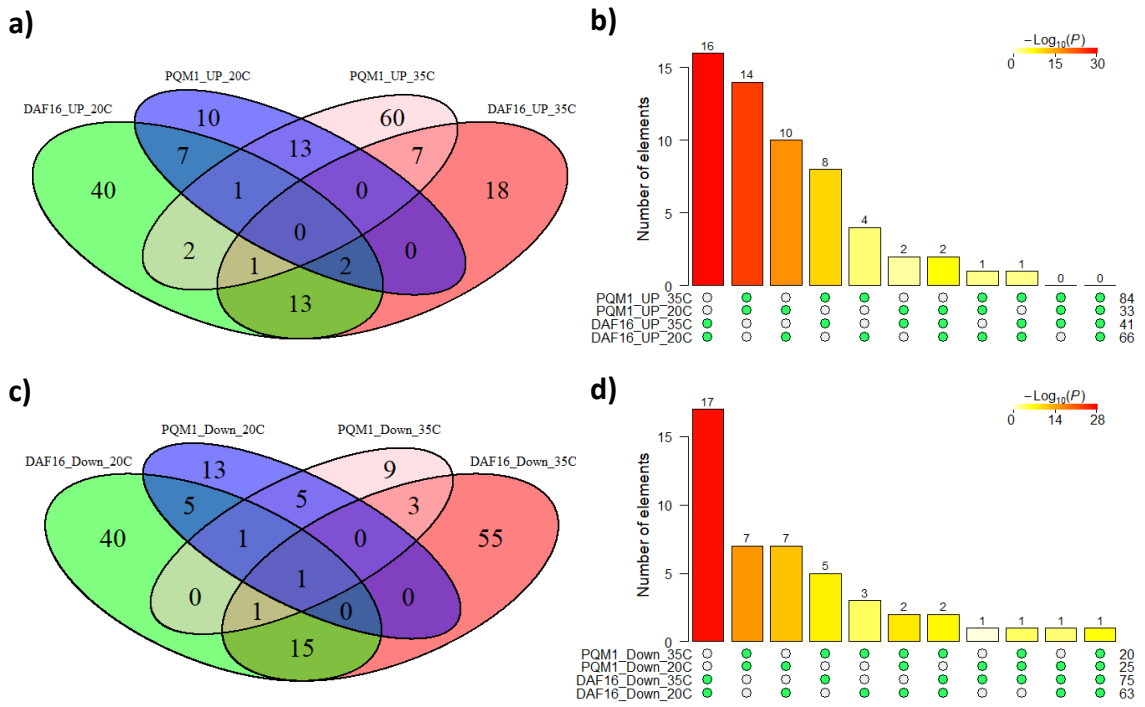 a)
PQM1_UP_20C
PQM1_UP_35C
DAF16_UP_20C
DAF16_UP_35C
10
60
7
13
7
40
1
0
18
0
2
0
1
2
13
b)
Number of elements
15
10
5
0
16
14
10
8
4
2
2
1
1
0
0
−Log10(P)
0 15 30
PQM1_UP_35C 84
PQM1_UP_20C 33
DAF16_UP_35C 41
DAF16_UP_20C 66
c)
PQM1_Down_20C
PQM1_Down_35C
DAF16_Down_20C
DAF16_Down_35C
13
9
5
5
3
40
1
0
55
1
0
0
1
0
15
d)
Number of elements
15
10
5
0
17
7
7
5
3
2
2
1
1
1
1
−Log10(P)
0 14 28
PQM1_Down_35C 20
PQM1_Down_20C 25
DAF16_Down_35C 75
DAF16_Down_20C 63